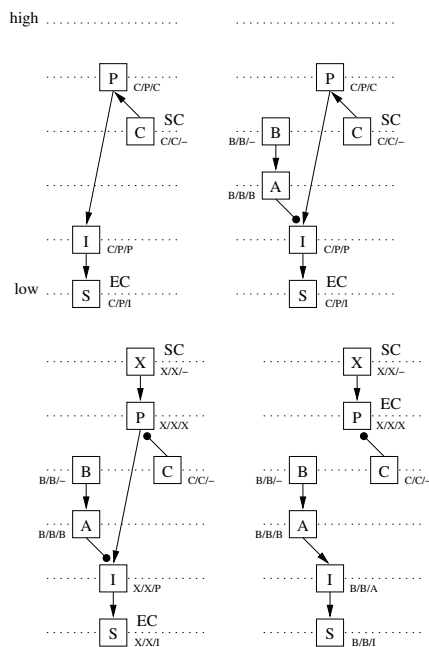 high
P P
C/P/C C/P/C
SC SC
C B C
C/C/– B/B/– C/C/–
A
B/B/B
I I
C/P/P C/P/P
low S EC S EC
C/P/I C/P/I
SC SC
X X
X/X/– X/X/–
EC
P P
X/X/X X/X/X
B C B C
B/B/– C/C/– B/B/– C/C/–
A A
B/B/B B/B/B
I I
X/X/P B/B/A
EC
S S
X/X/I B/B/I